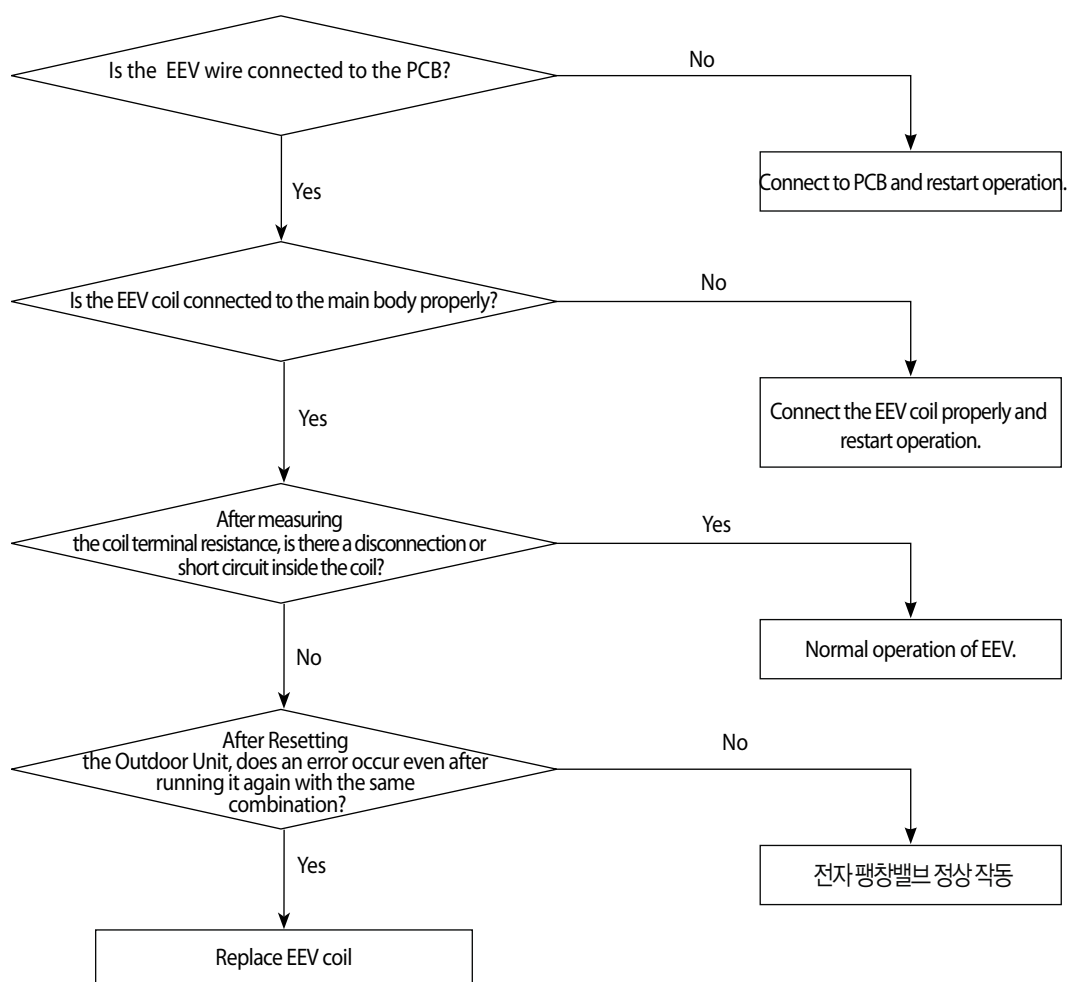 Is the EEV wire connected to the PCB?
No
Connect to PCB and restart operation.
Yes
Is the EEV coil connected to the main body properly?
No
Connect the EEV coil properly and
restart operation.
Yes
After measuring
the coil terminal resistance, is there a disconnection or
short circuit inside the coil?
Yes
Normal operation of EEV.
No
After Resetting
the Outdoor Unit, does an error occur even after
running it again with the same
combination?
No
전자 팽창밸브 정상 작동
Yes
Replace EEV coil